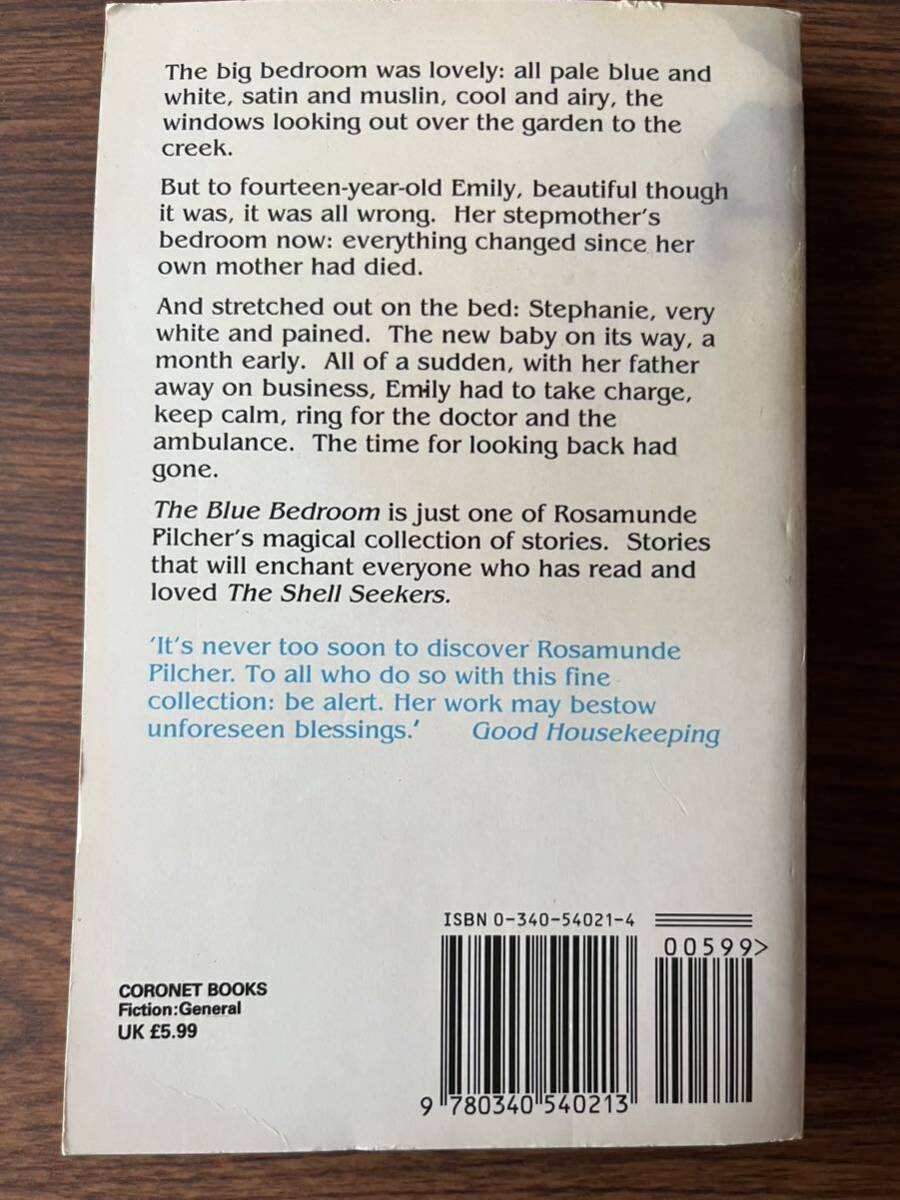 The big bedroom was lovely: all pale blue and
white, satin and muslin, cool and airy, the
windows looking out over the garden to the
creek.
But to fourteen-year-old Emily, beautiful though
it was, it was all wrong. Her stepmother's
bedroom now: everything changed since her
own mother had died.
And stretched out on the bed: Stephanie, very
white and pained. The new baby on its way, a
month early. All of a sudden, with her father
away on business, Emily had to take charge,
keep calm, ring for the doctor and the
ambulance. The time for looking back had
gone.
The Blue Bedroom is just one of Rosamunde
Pilcher's magical collection of stories. Stories
that will enchant everyone who has read and
loved The Shell Seekers.
'It's never too soon to discover Rosamunde
Pilcher. To all who do so with this fine
collection: be alert. Her work may bestow
unforeseen blessings.' Good Housekeeping
ISBN 0-340-54021-4
00599>
CORONET BOOKS
Fiction:General
UK £5.99
9 780340 540213